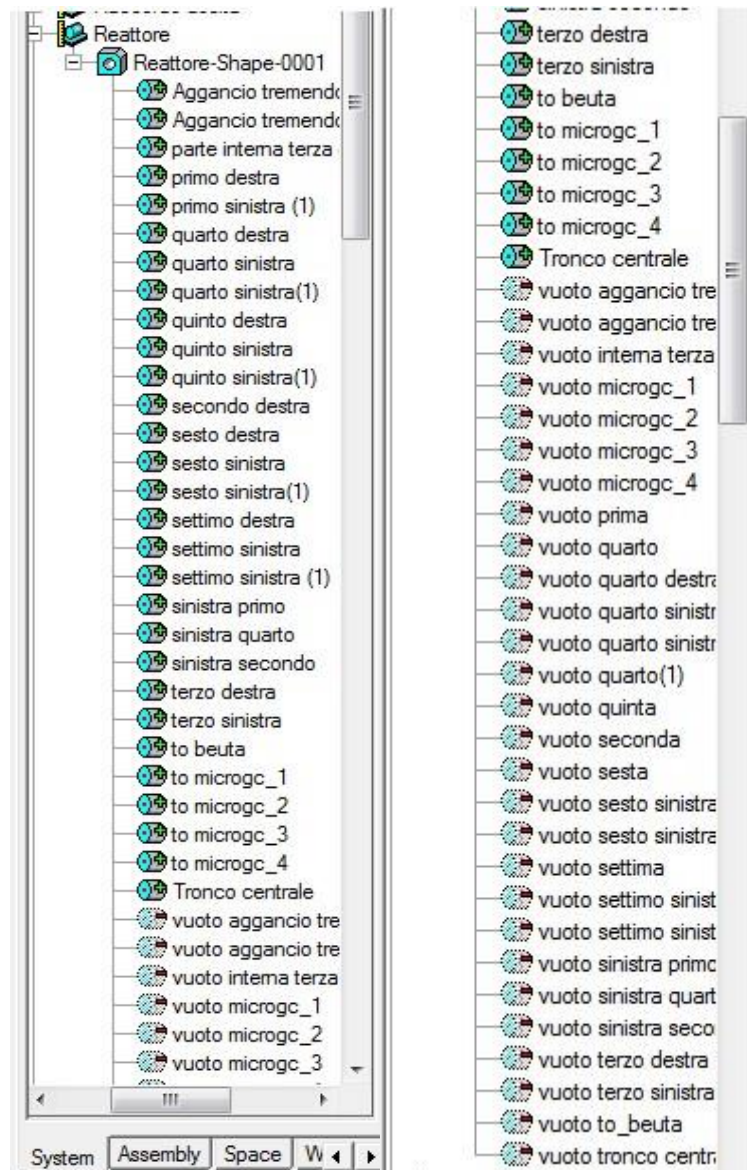 Reattore
Reattore-Shape-0001
Aggancio tremend
Aggancio tremend
parte interna terza
primo destra
primo sinistra (1)
quarto destra
quarto sinistra
quarto sinistra(1)
quinto destra
quinto sinistra
quinto sinistra(1)
secondo destra
sesto destra
sesto sinistra
sesto sinistra(1)
settimo destra
settimo sinistra
settimo sinistra (1)
sinistra primo
sinistra quarto
sinistra secondo
terzo destra
terzo sinistra
to beuta
to microgc_1
to microgc_2
to microgc_3
to microgc_4
Tronco centrale
vuoto aggancio tre
vuoto aggancio tre
vuoto interna terza
vuoto microgc_1
vuoto microgc_2
vuoto microgc_3
System Assembly Space W
terzo destra
terzo sinistra
to beuta
to microgc_1
to microgc_2
to microgc_3
to microgc_4
Tronco centrale
vuoto aggancio tre
vuoto aggancio tre
vuoto interna terza
vuoto microgc_1
vuoto microgc_2
vuoto microgc_3
vuoto microgc_4
vuoto prima
vuoto quarto
vuoto quarto destra
vuoto quarto sinistr
vuoto quarto sinistr
vuoto quarto(1)
vuoto quinta
vuoto seconda
vuoto sesta
vuoto sesto sinistra
vuoto sesto sinistra
vuoto settima
vuoto settimo sinist
vuoto settimo sinist
vuoto sinistra primo
vuoto sinistra quart
vuoto sinistra seco
vuoto terzo destra
vuoto terzo sinistra
vuoto to_beuta
vuoto tronco centr